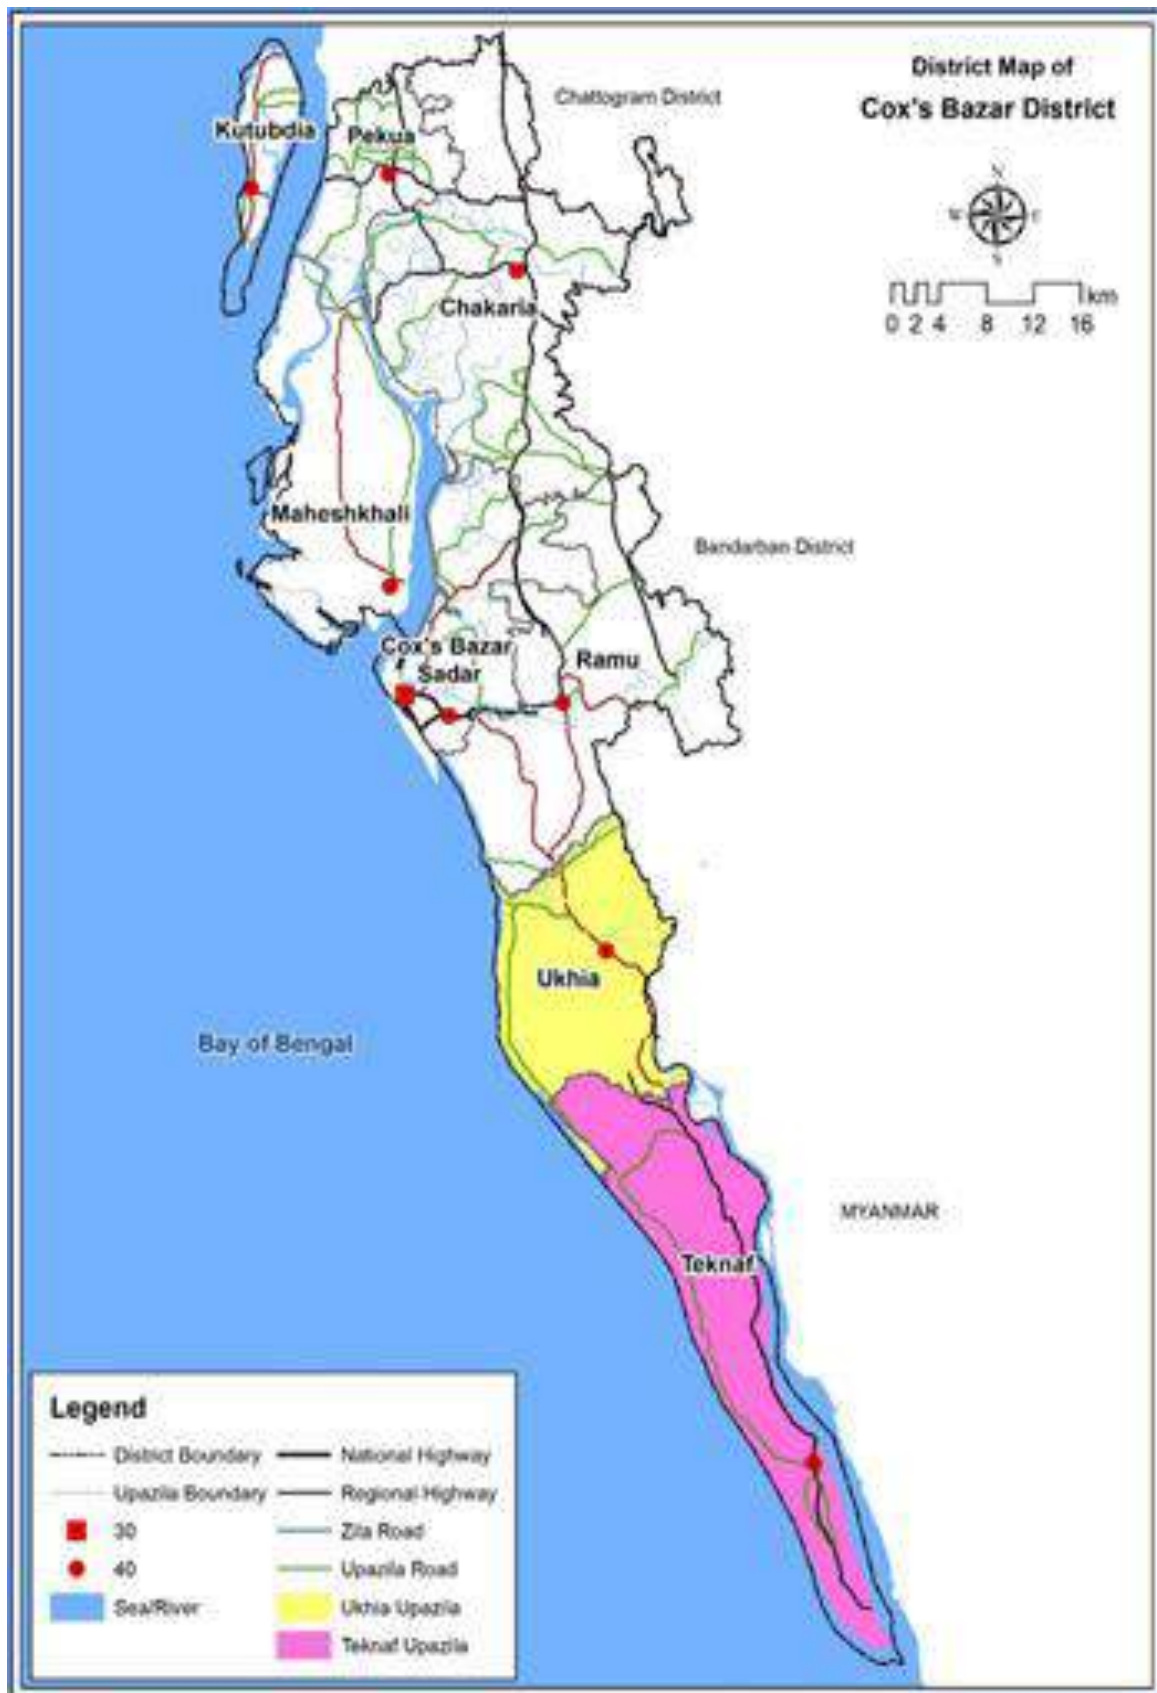 District Map of
Cox's Bazar District
Chattogram District
Kutubdia
Pekua
N
W
E
S
km
0 2 4 8 12 16
Chakaria
Maheshkhali
Bandarban District
Cox's Bazar
Sadar
Ramu
Ukhia
Bay of Bengal
MYANMAR
Teknaf
Legend
District Boundary
National Highway
Upazila Boundary
Regional Highway
30
Zila Road
40
Upazila Road
Sea/River
Ukhia Upazila
Teknaf Upazila